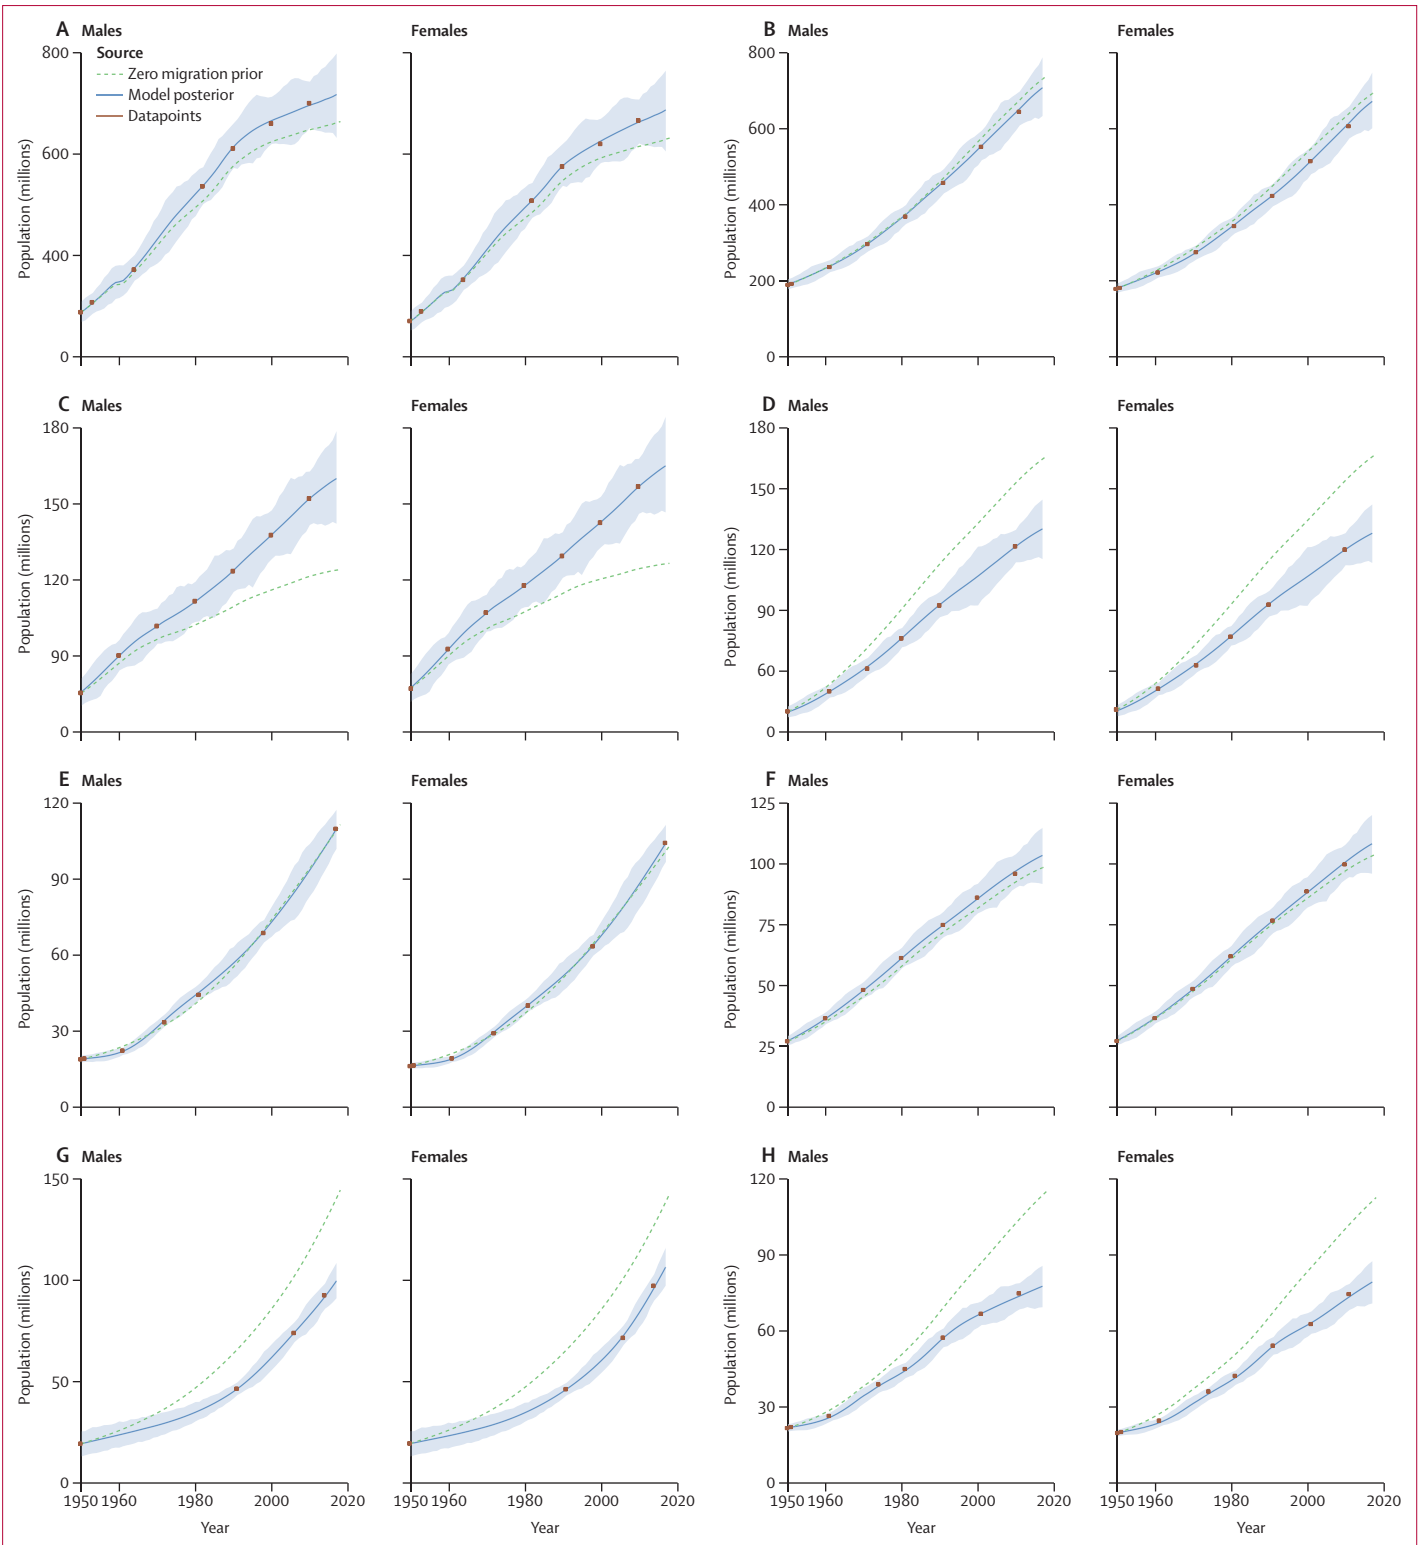 A Males
Females
B Males
Females
Source
Zero migration prior
Model posterior
Datapoints
Population (millions)
800
600
400
0
Population (millions)
800
600
400
200
0
C Males
Females
D Males
Females
Population (millions)
180
150
120
90
0
Population (millions)
180
150
120
90
60
0
E Males
Females
F Males
Females
Population (millions)
120
90
60
30
0
Population (millions)
125
100
75
50
25
0
G Males
Females
H Males
Females
Population (millions)
150
100
50
0
Population (millions)
120
90
60
30
0
1950 1960 1980 2000 2020
1950 1960 1980 2000 2020
1950 1960 1980 2000 2020
1950 1960 1980 2000 2020
Year
Year
Year
Year